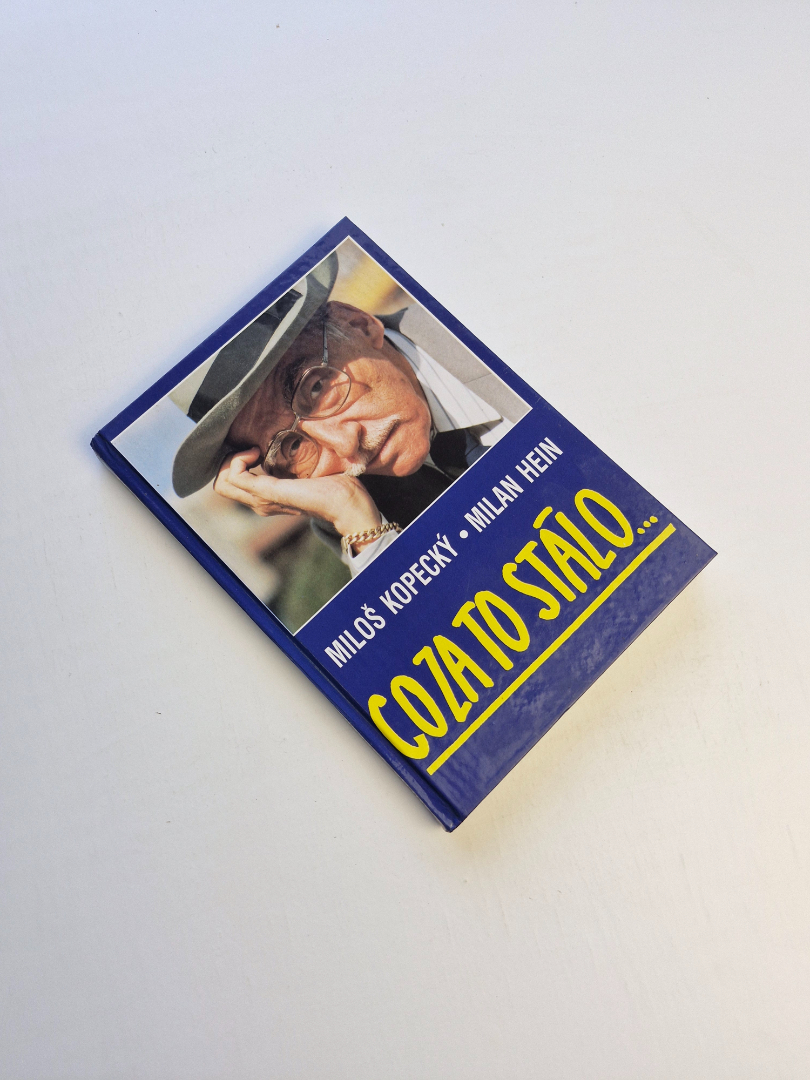 MILOŠ KOPECKÝ • MILAN HEIN
CO ZA TO STÁLO...